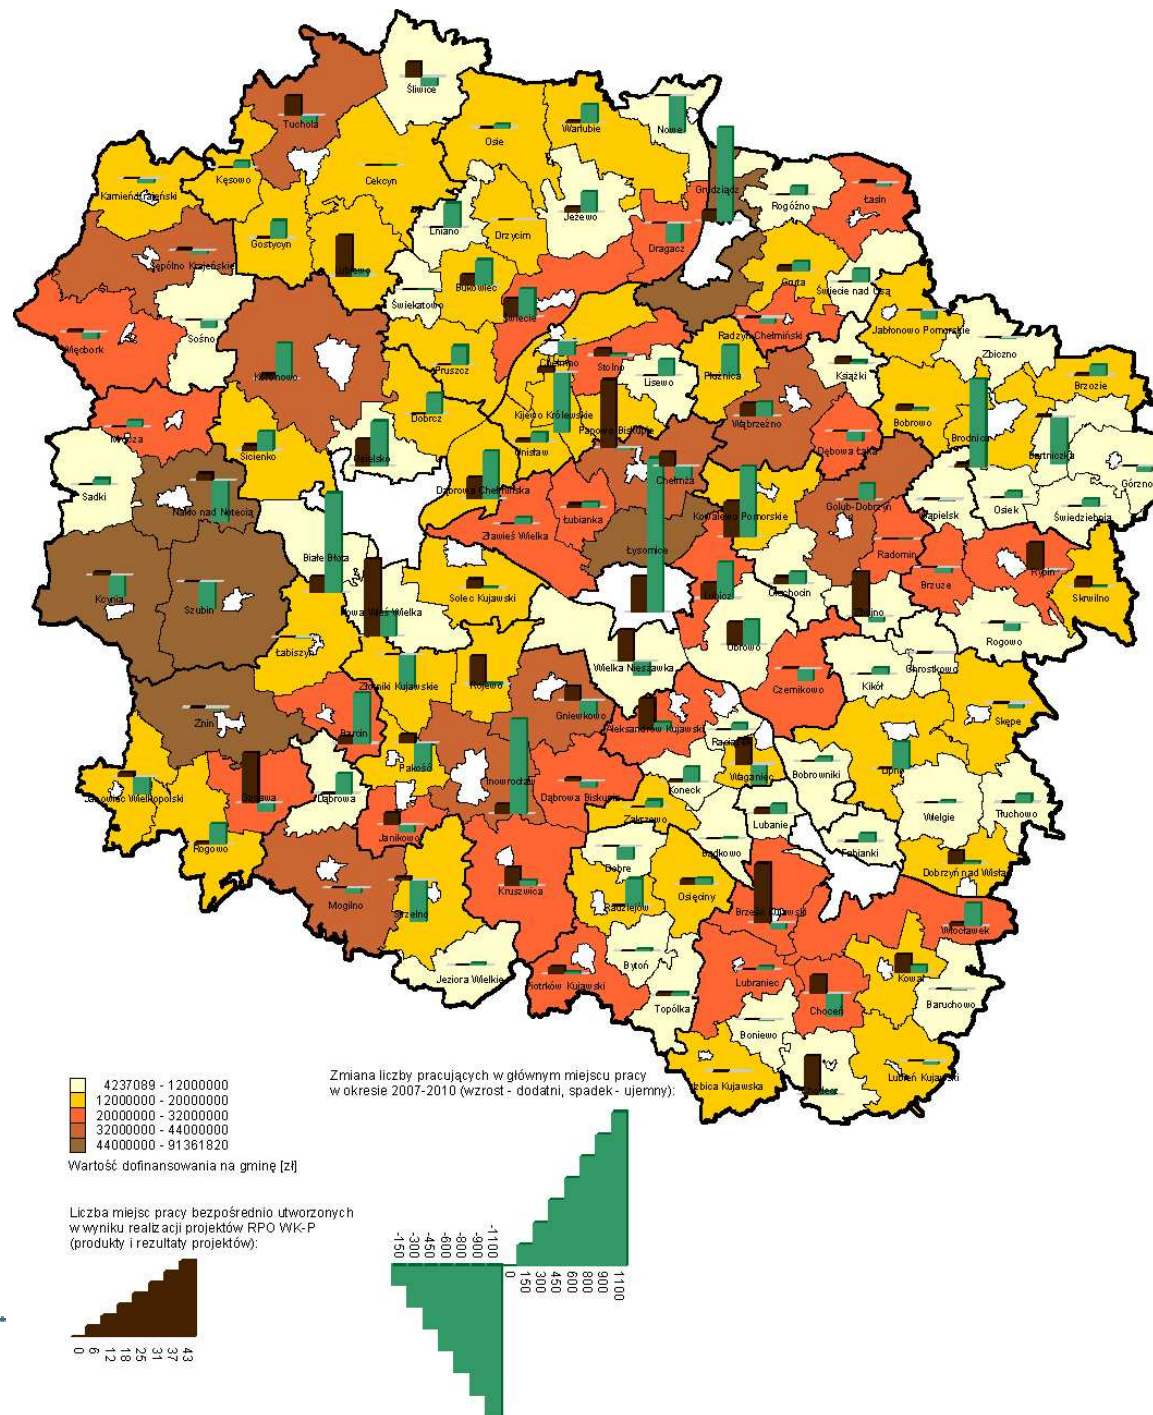 Śliwice
Tuchola
Osie
Warlubie
Nowe
Kęsowo
Cekcyn
Kamień Krajeński
Grudziądz
Rogóźno
Łasin
Gostycyn
Lniano
Drzycim
Jeżewo
Dragacz
Sępólno Krajeńskie
Lubiewo
Bukowiec
Gruta
Świecie nad Osą
Świekatowo
Świecie
Radzyń Chełmiński
Jabłonowo Pomorskie
Sośno
Więcbork
Zbiczno
Chełmno
Stolno
Koronowo
Pruszcz
Lisewo
Płużnica
Książki
Brzozie
Dobrcz
Kijewo Królewskie
Wąbrzeźno
Bobrowo
Mrocza
Papowo Biskupie
Brodnica
Sicienko
Unisław
Dębowa Łąka
Bartniczka
Osielsko
Górzno
Sadki
Dąbrowa Chełmińska
Chełmża
Golub-Dobrzyń
Osiek
Świedziebnia
Nakło nad Notecią
Łubianka
Kowalewo Pomorskie
Wąpielsk
Zławieś Wielka
Radomin
Białe Błota
Łysomice
Rypin
Kcynia
Szubin
Solec Kujawski
Ciechocin
Brzuze
Lubicz
Skrwilno
Nowa Wieś Wielka
Zbójno
Rogowo
Łabiszyn
Obrowo
Wielka Nieszawka
Chrostkowo
Złotniki Kujawskie
Rojewo
Czernikowo
Kikół
Żnin
Gniewkowo
Skępe
Barcin
Aleksandrów Kujawski
Raciążek
Pakość
Bobrowniki
Lipno
Inowrocław
Waganiec
Koneck
Janowiec Wielkopolski
Gąsawa
Dąbrowa
Dąbrowa Biskupia
Zakrzewo
Lubanie
Wielgie
Tłuchowo
Janikowo
Rogowo
Bądkowo
Fabianki
Dobre
Dobrzyń nad Wisłą
Mogilno
Kruszwica
Osięciny
Strzelno
Radziejów
Brześć Kujawski
Włocławek
Bytoń
Kowal
Jeziora Wielkie
Piotrków Kujawski
Lubraniec
Baruchowo
Topólka
Choceń
Boniewo
Lubień Kujawski
Izbica Kujawska
Chodecz
4237089 - 12000000
12000000 - 20000000
20000000 - 32000000
32000000 - 44000000
44000000 - 91361820
Wartość dofinansowania na gminę [zł]
Zmiana liczby pracujących w głównym miejscu pracy
w okresie 2007-2010 (wzrost - dodatni, spadek - ujemny):
Liczba miejsc pracy bezpośrednio utworzonych
w wyniku realizacji projektów RPO WK-P
(produkty i rezultaty projektów):
0 6 12 18 25 31 37 43
-150 -300 -450 -600 -800 -900 -1100
0 150 300 450 600 800 900 1100